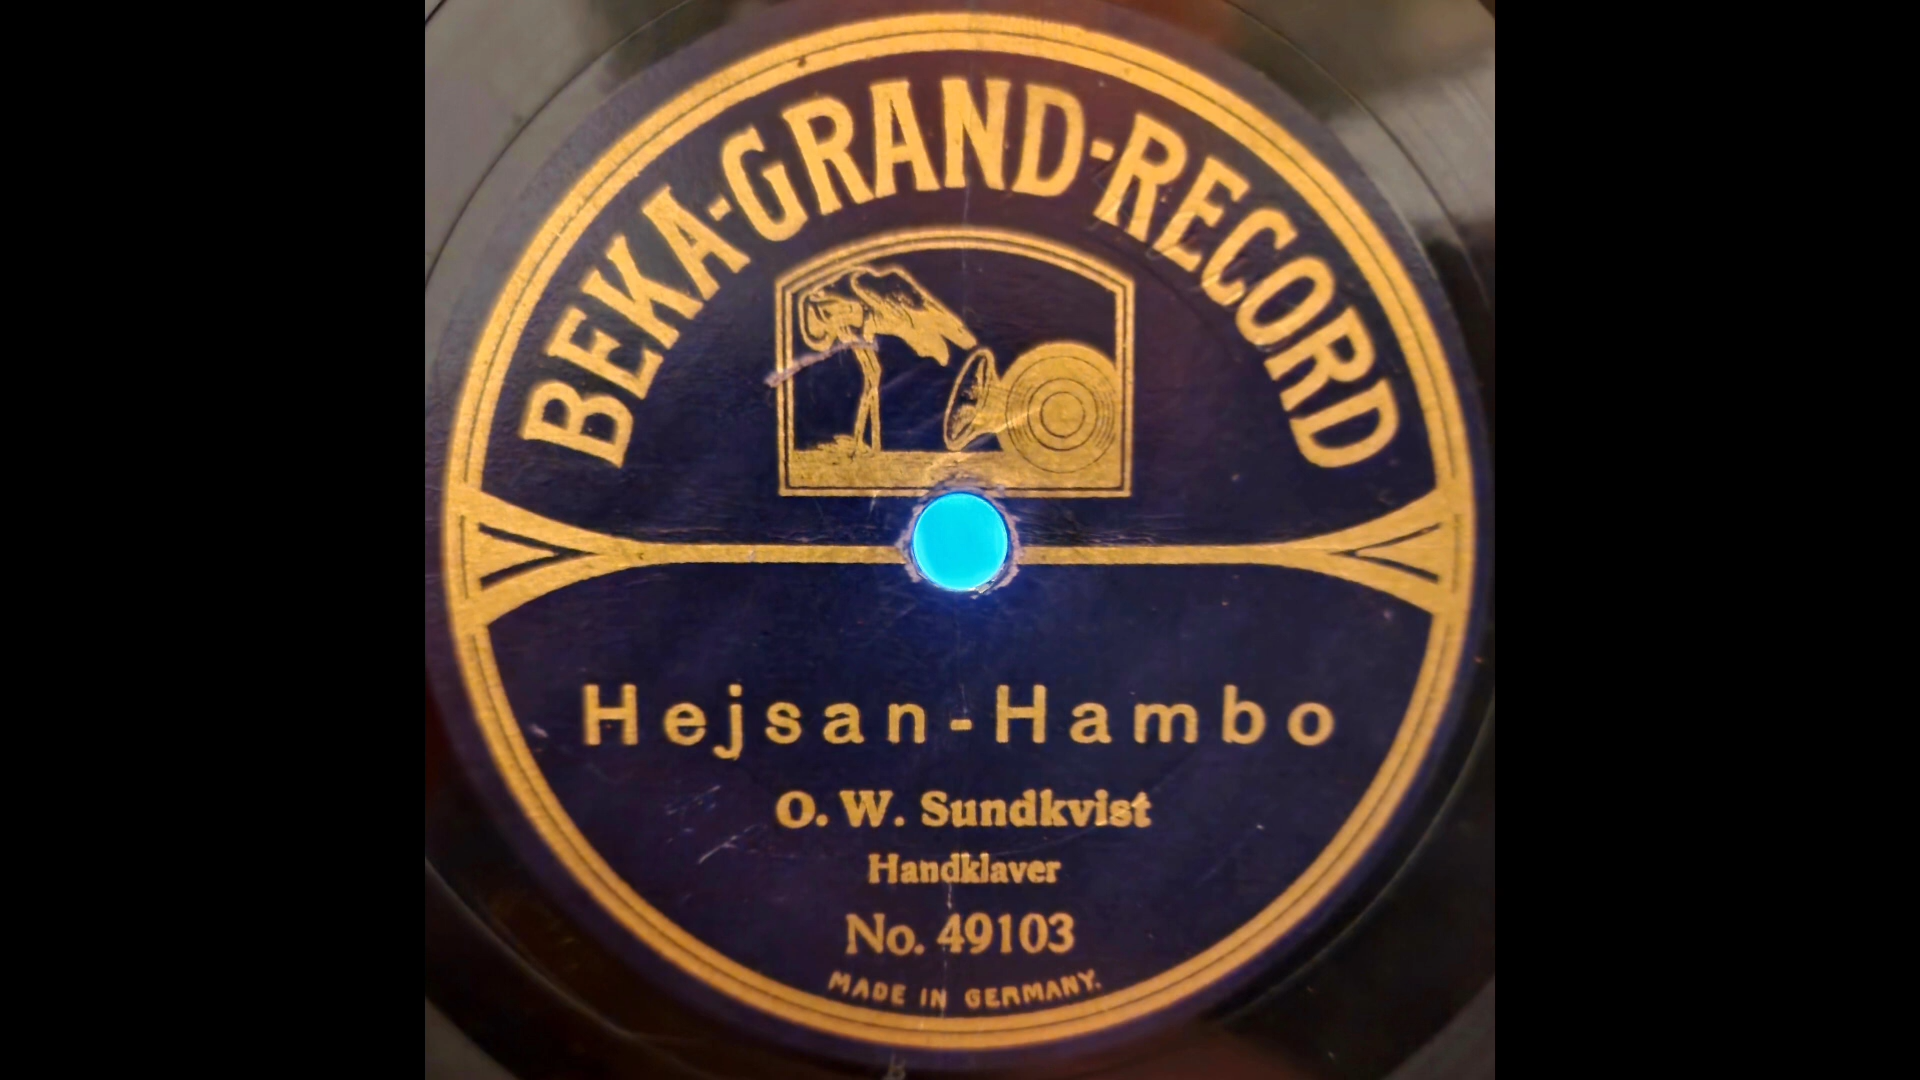 BEKA-GRAND-RECORD
Hejsan-Hambo
O. W. Sundkvist
Handklaver
No. 49103
MADE IN GERMANY.